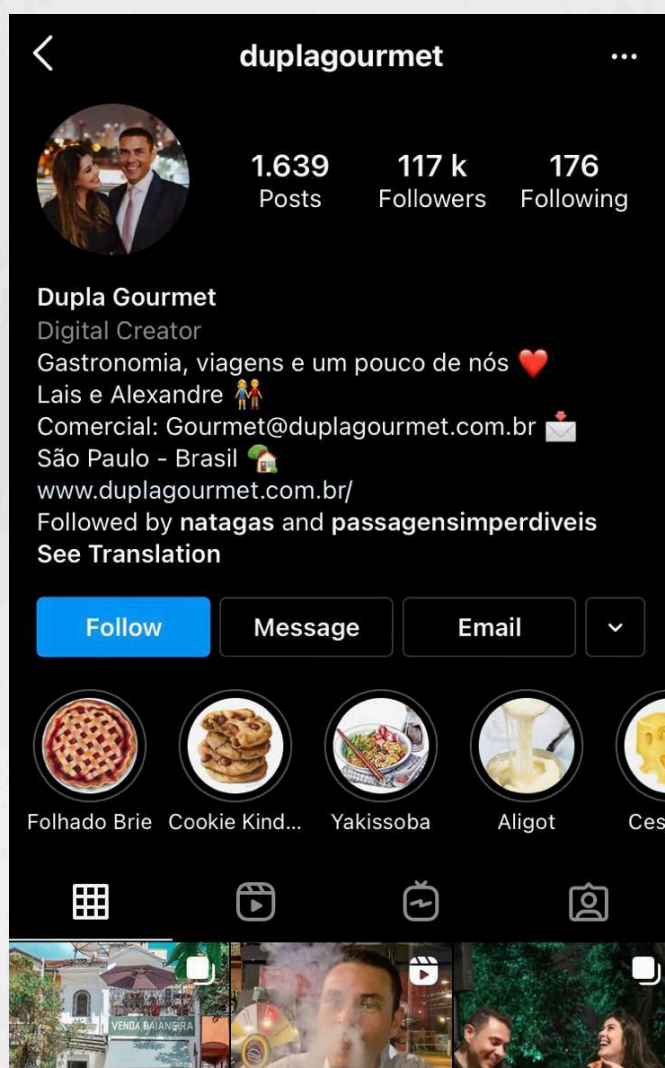 duplagourmet
1.639 117 k 176
Posts Followers Following
Dupla Gourmet
Digital Creator
Gastronomia, viagens e um pouco de nós ❤️
Lais e Alexandre 👫
Comercial: Gourmet@duplagourmet.com.br 📩
São Paulo - Brasil 🏡
www.duplagourmet.com.br/
Followed by natagas and passagensimperdiveis
See Translation
Follow Message Email
Folhado Brie Cookie Kind... Yakissoba Aligot Ces
VENDA BAIANEIRA